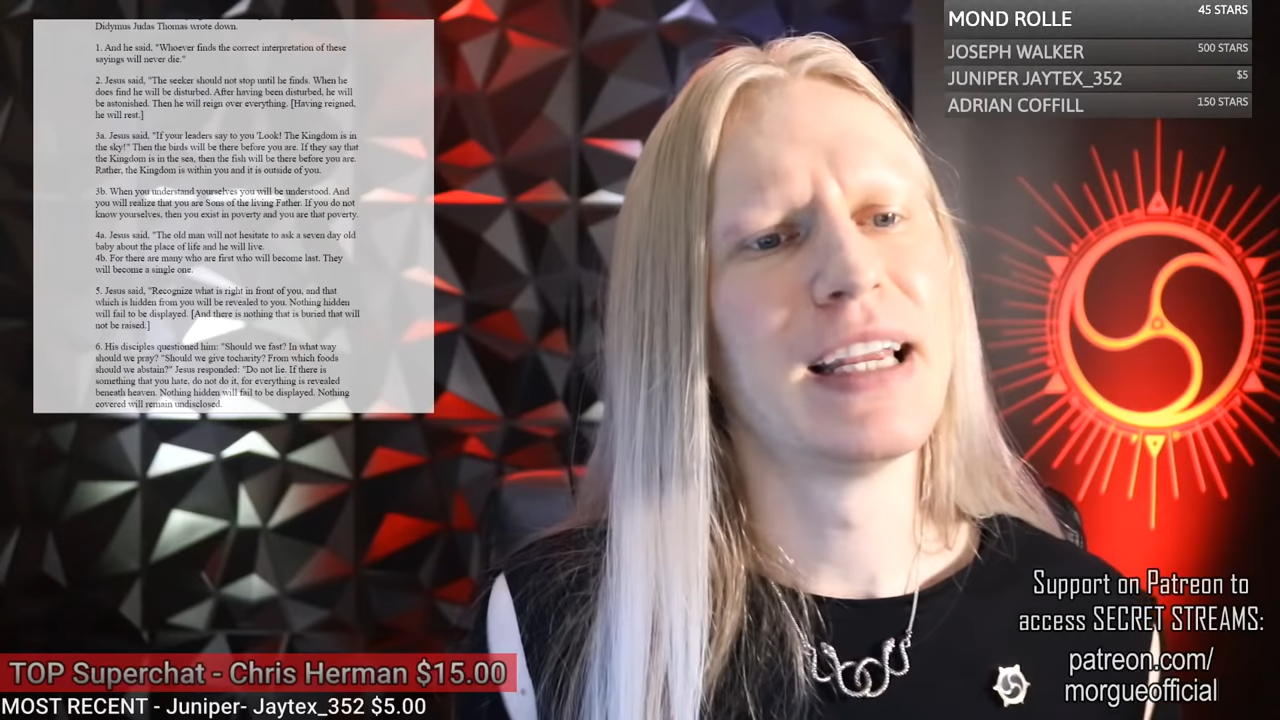 Didymus Judas Thomas wrote down.
1. And he said, "Whoever finds the correct interpretation of these
sayings will never die."
2. Jesus said, "The seeker should not stop until he finds. When he
does find he will be disturbed. After having been disturbed, he will
be astonished. Then he will reign over everything. [Having reigned,
he will rest.]
3a. Jesus said, "If your leaders say to you 'Look! The Kingdom is in
the sky!" Then the birds will be there before you are. If they say that
the Kingdom is in the sea, then the fish will be there before you are.
Rather, the Kingdom is within you and it is outside of you.
3b. When you understand yourselves you will be understood. And
you will realize that you are Sons of the living Father. If you do not
know yourselves, then you exist in poverty and you are that poverty.
4a. Jesus said, "The old man will not hesitate to ask a seven day old
baby about the place of life and he will live.
4b. For there are many who are first who will become last. They
will become a single one.
5. Jesus said, "Recognize what is right in front of you, and that
which is hidden from you will be revealed to you. Nothing hidden
will fail to be displayed. [And there is nothing that is buried that will
not be raised.]
6. His disciples questioned him: "Should we fast? In what way
should we pray? "Should we give tocharity? From which foods
should we abstain?" Jesus responded: "Do not lie. If there is
something that you hate, do not do it, for everything is revealed
beneath heaven. Nothing hidden will fail to be displayed. Nothing
covered will remain undisclosed.
MOND ROLLE 45 STARS
JOSEPH WALKER 500 STARS
JUNIPER JAYTEX_352 $5
ADRIAN COFFILL 150 STARS
Support on Patreon to
access SECRET STREAMS:
patreon.com/
morgueofficial
TOP Superchat - Chris Herman $15.00
MOST RECENT - Juniper- Jaytex_352 $5.00